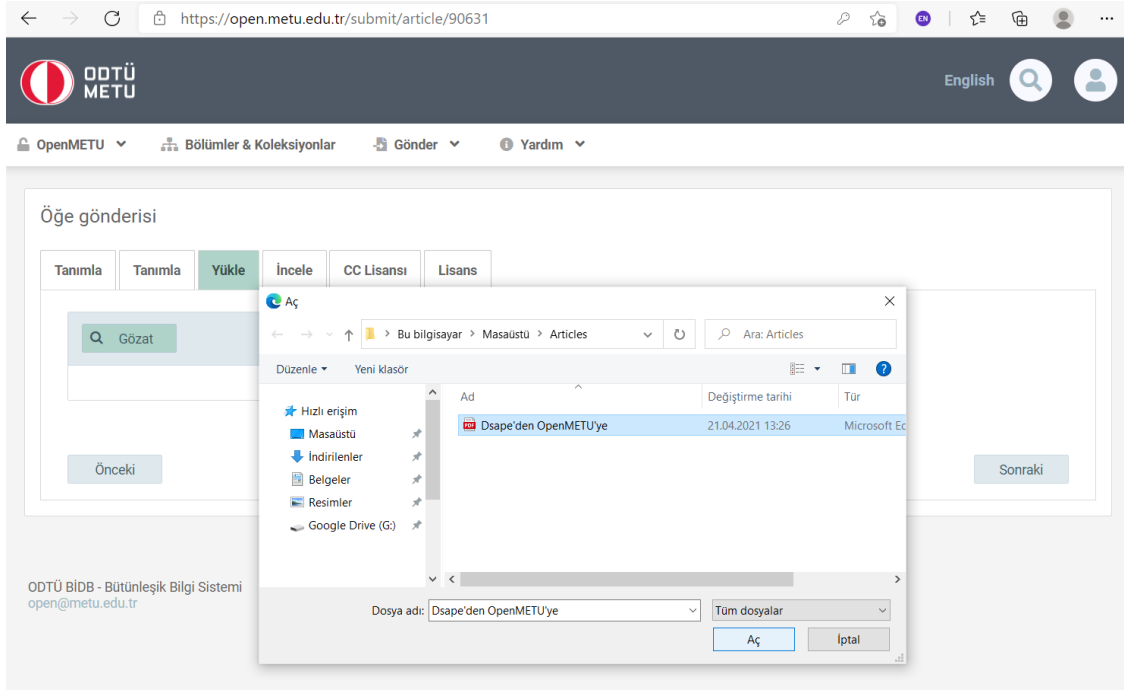 https://open.metu.edu.tr/submit/article/90631
EN
ODTÜ
METU
English
OpenMETU
Bölümler & Koleksiyonlar
Gönder
Yardım
Öğe gönderisi
Tanımla Tanımla Yükle İncele CC Lisansı Lisans
Gözat
Önceki
Sonraki
Aç
Bu bilgisayar > Masaüstü > Articles
Ara: Articles
Düzenle Yeni klasör
?
Hızlı erişim
Masaüstü
İndirilenler
Belgeler
Resimler
Google Drive (G:)
Ad Değiştirme tarihi Tür
PDF Dsape'den OpenMETU'ye 21.04.2021 13:26 Microsoft Ed
Dosya adı: Dsape'den OpenMETU'ye Tüm dosyalar
Aç İptal
ODTÜ BİDB - Bütünleşik Bilgi Sistemi
open@metu.edu.tr